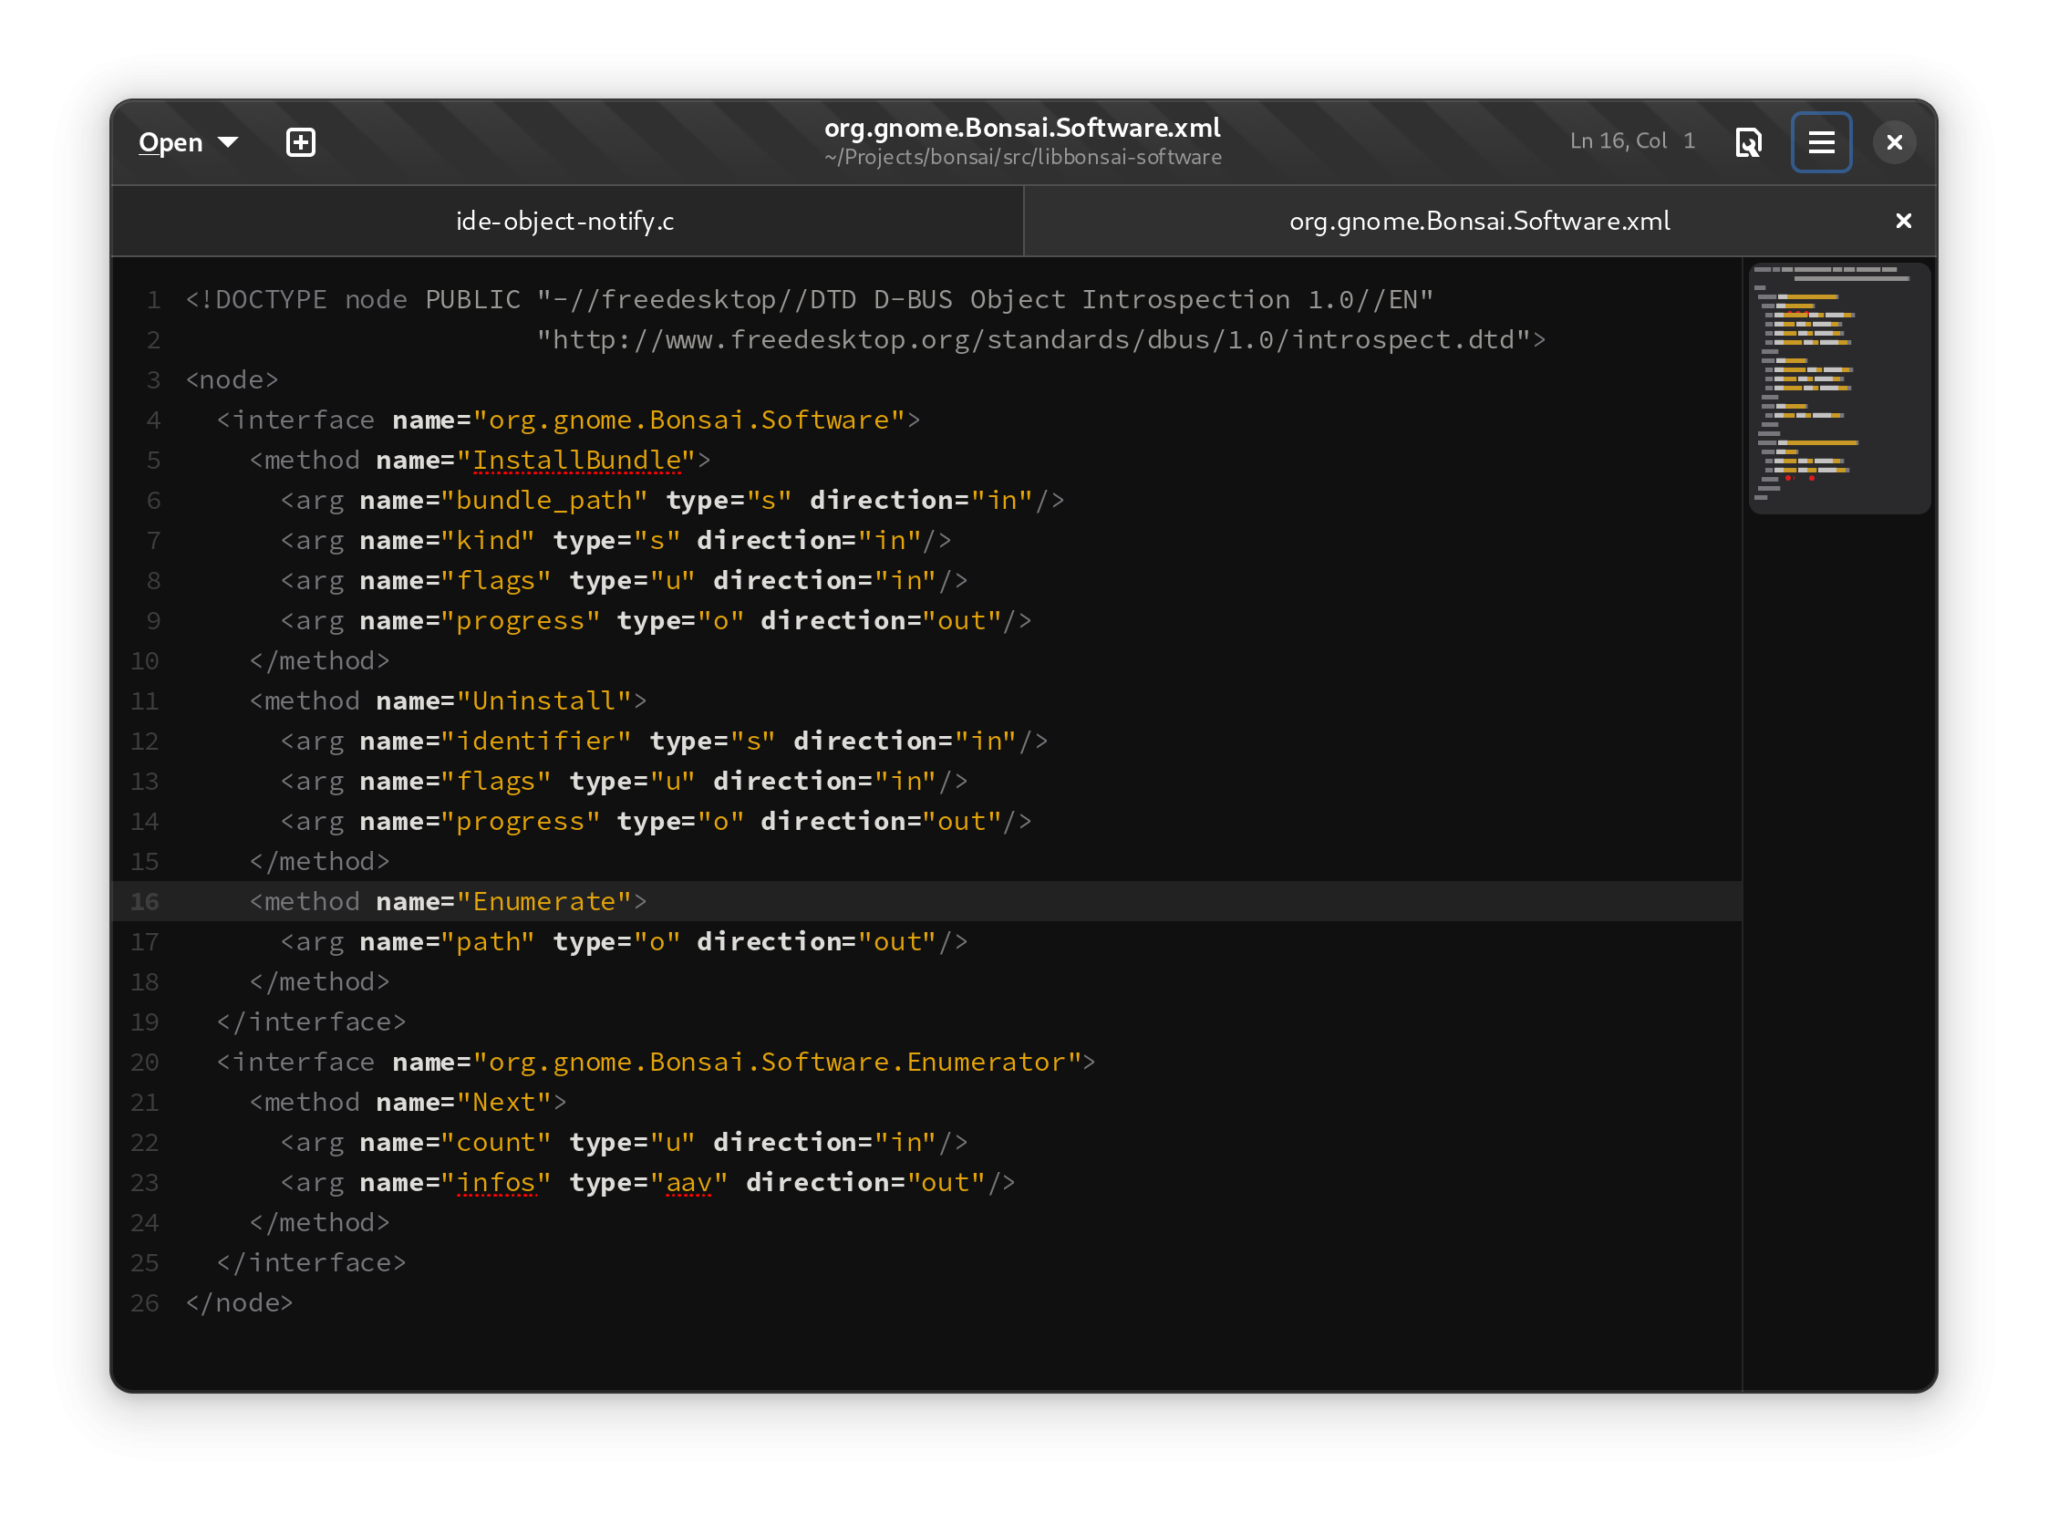 Open
org.gnome.Bonsai.Software.xml
~/Projects/bonsai/src/libbonsai-software
Ln 16, Col 1
ide-object-notify.c
org.gnome.Bonsai.Software.xml
1 <!DOCTYPE node PUBLIC "-//freedesktop//DTD D-BUS Object Introspection 1.0//EN"
2                       "http://www.freedesktop.org/standards/dbus/1.0/introspect.dtd">
3 <node>
4   <interface name="org.gnome.Bonsai.Software">
5     <method name="InstallBundle">
6       <arg name="bundle_path" type="s" direction="in"/>
7       <arg name="kind" type="s" direction="in"/>
8       <arg name="flags" type="u" direction="in"/>
9       <arg name="progress" type="o" direction="out"/>
10     </method>
11     <method name="Uninstall">
12       <arg name="identifier" type="s" direction="in"/>
13       <arg name="flags" type="u" direction="in"/>
14       <arg name="progress" type="o" direction="out"/>
15     </method>
16     <method name="Enumerate">
17       <arg name="path" type="o" direction="out"/>
18     </method>
19   </interface>
20   <interface name="org.gnome.Bonsai.Software.Enumerator">
21     <method name="Next">
22       <arg name="count" type="u" direction="in"/>
23       <arg name="infos" type="aav" direction="out"/>
24     </method>
25   </interface>
26 </node>